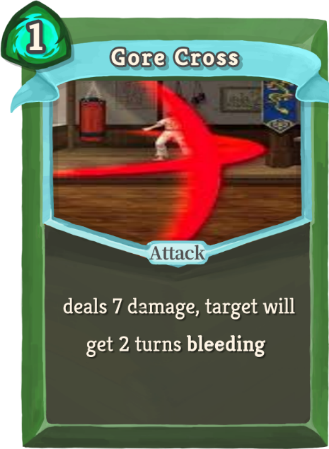 1
Gore Cross
Attack
deals 7 damage, target will
get 2 turns bleeding